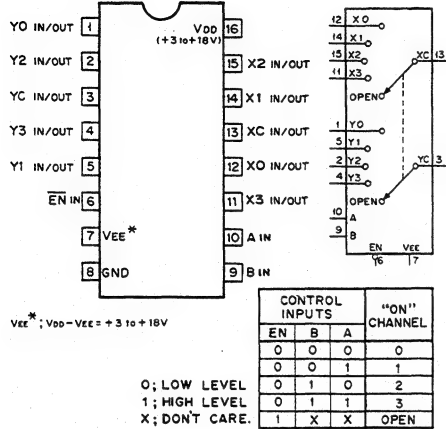 Y0 IN/OUT 1
Y2 IN/OUT 2
YC IN/OUT 3
Y3 IN/OUT 4
Y1 IN/OUT 5
EN IN 6
7 VEE*
8 GND
VDD 16
(+3 to +18V)
15 X2 IN/OUT
14 X1 IN/OUT
13 XC IN/OUT
12 X0 IN/OUT
11 X3 IN/OUT
10 A IN
9 B IN
12 X0
14 X1
15 X2
11 X3
XC 13
OPEN
1 Y0
5 Y1
2 Y2
4 Y3
YC 3
OPEN
10 A
9 B
EN VEE
6 7
VEE*; VDD-VEE = +3 to +18V
CONTROL INPUTS "ON" CHANNEL
EN B A
0 0 0 0
0 0 1 1
0 1 0 2
0 1 1 3
1 X X OPEN
0; LOW LEVEL
1; HIGH LEVEL
X; DON'T CARE.